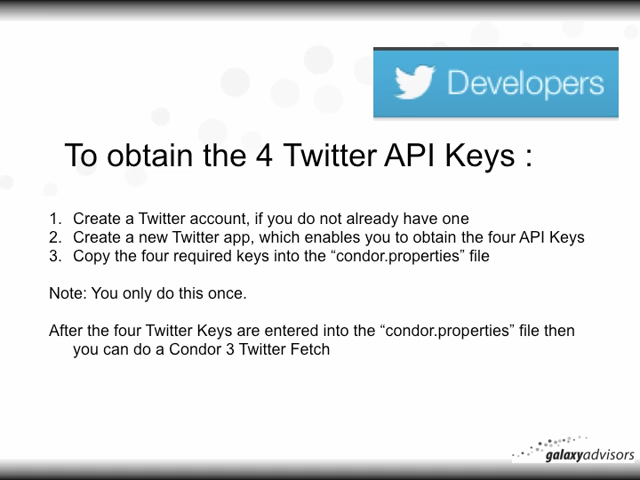 Developers
To obtain the 4 Twitter API Keys :
1. Create a Twitter account, if you do not already have one
2. Create a new Twitter app, which enables you to obtain the four API Keys
3. Copy the four required keys into the “condor.properties” file
Note: You only do this once.
After the four Twitter Keys are entered into the “condor.properties” file then
you can do a Condor 3 Twitter Fetch
galaxyadvisors